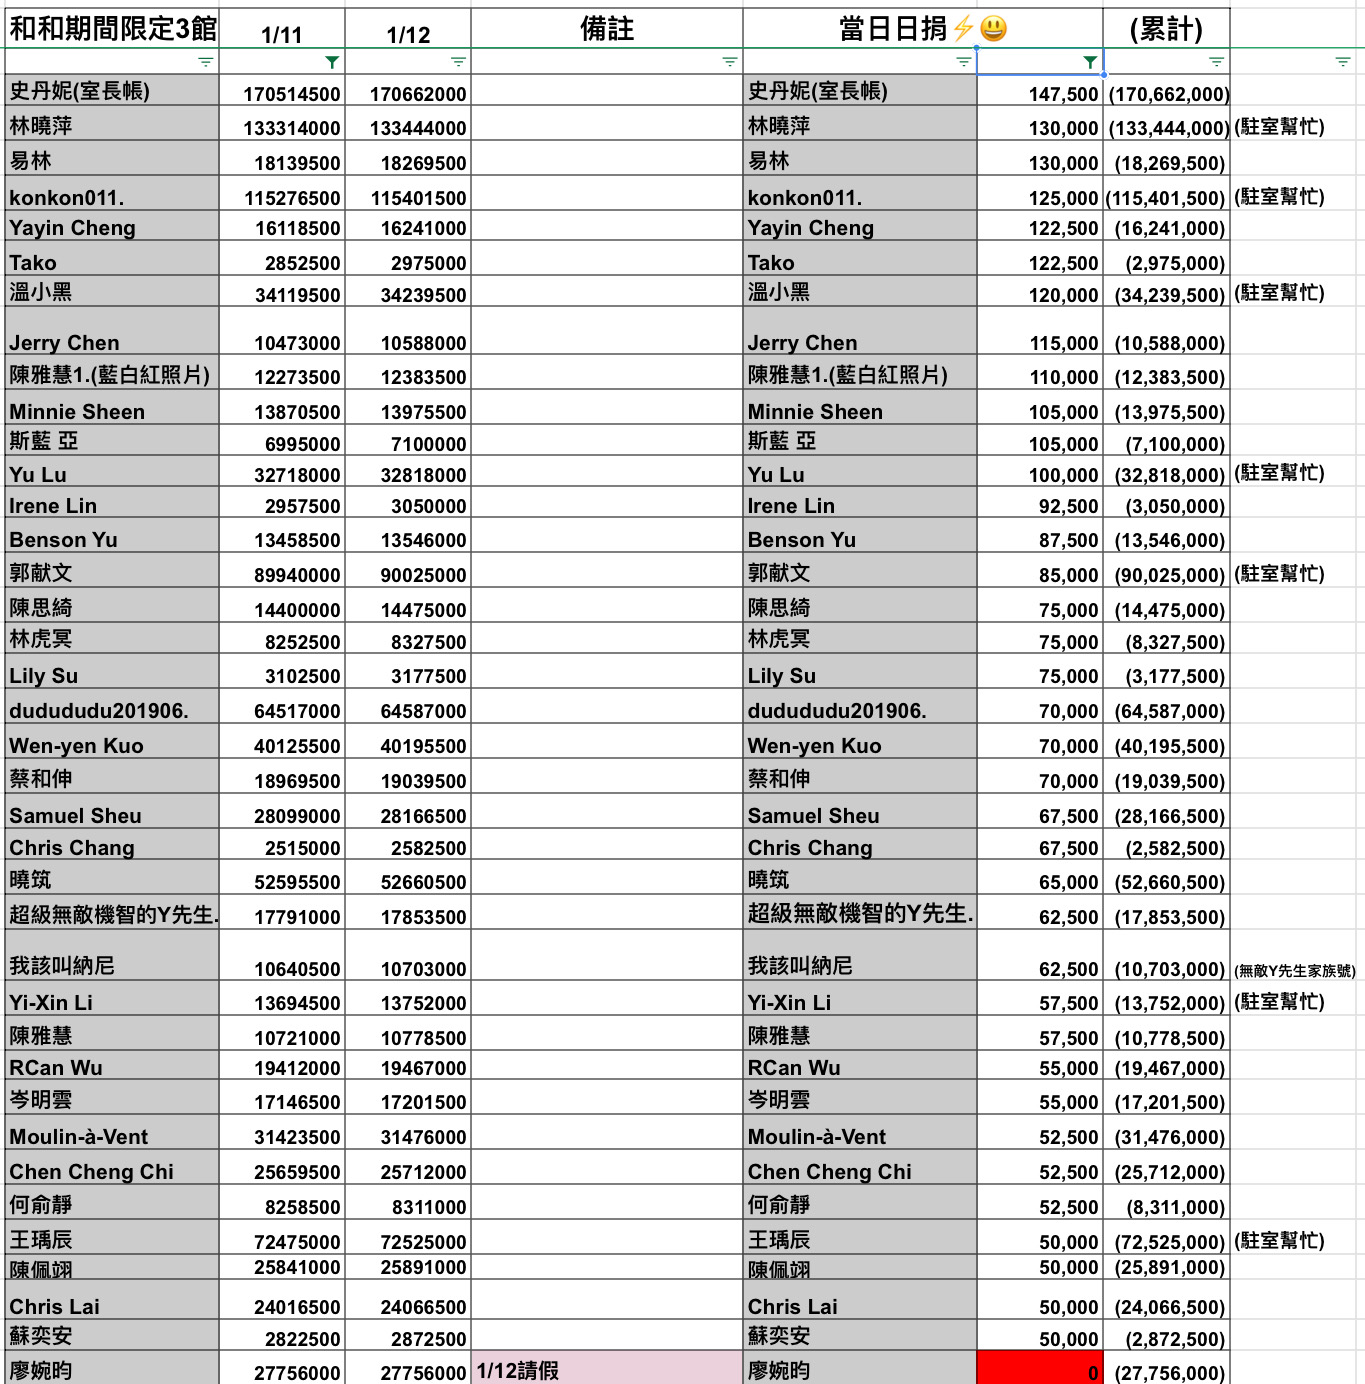 和和期間限定3館 1/11 1/12 備註 當日日捐⚡😃 (累計)
史丹妮(室長帳) 170514500 170662000 史丹妮(室長帳) 147,500 (170,662,000)
林曉萍 133314000 133444000 林曉萍 130,000 (133,444,000) (駐室幫忙)
易林 18139500 18269500 易林 130,000 (18,269,500)
konkon011. 115276500 115401500 konkon011. 125,000 (115,401,500) (駐室幫忙)
Yayin Cheng 16118500 16241000 Yayin Cheng 122,500 (16,241,000)
Tako 2852500 2975000 Tako 122,500 (2,975,000)
溫小黑 34119500 34239500 溫小黑 120,000 (34,239,500) (駐室幫忙)
Jerry Chen 10473000 10588000 Jerry Chen 115,000 (10,588,000)
陳雅慧1.(藍白紅照片) 12273500 12383500 陳雅慧1.(藍白紅照片) 110,000 (12,383,500)
Minnie Sheen 13870500 13975500 Minnie Sheen 105,000 (13,975,500)
斯藍 亞 6995000 7100000 斯藍 亞 105,000 (7,100,000)
Yu Lu 32718000 32818000 Yu Lu 100,000 (32,818,000) (駐室幫忙)
Irene Lin 2957500 3050000 Irene Lin 92,500 (3,050,000)
Benson Yu 13458500 13546000 Benson Yu 87,500 (13,546,000)
郭献文 89940000 90025000 郭献文 85,000 (90,025,000) (駐室幫忙)
陳思綺 14400000 14475000 陳思綺 75,000 (14,475,000)
林虎冥 8252500 8327500 林虎冥 75,000 (8,327,500)
Lily Su 3102500 3177500 Lily Su 75,000 (3,177,500)
dudududu201906. 64517000 64587000 dudududu201906. 70,000 (64,587,000)
Wen-yen Kuo 40125500 40195500 Wen-yen Kuo 70,000 (40,195,500)
蔡和伸 18969500 19039500 蔡和伸 70,000 (19,039,500)
Samuel Sheu 28099000 28166500 Samuel Sheu 67,500 (28,166,500)
Chris Chang 2515000 2582500 Chris Chang 67,500 (2,582,500)
曉筑 52595500 52660500 曉筑 65,000 (52,660,500)
超級無敵機智的Y先生. 17791000 17853500 超級無敵機智的Y先生. 62,500 (17,853,500)
我該叫納尼 10640500 10703000 我該叫納尼 62,500 (10,703,000) (無敵Y先生家族號)
Yi-Xin Li 13694500 13752000 Yi-Xin Li 57,500 (13,752,000) (駐室幫忙)
陳雅慧 10721000 10778500 陳雅慧 57,500 (10,778,500)
RCan Wu 19412000 19467000 RCan Wu 55,000 (19,467,000)
岑明雲 17146500 17201500 岑明雲 55,000 (17,201,500)
Moulin-à-Vent 31423500 31476000 Moulin-à-Vent 52,500 (31,476,000)
Chen Cheng Chi 25659500 25712000 Chen Cheng Chi 52,500 (25,712,000)
何俞靜 8258500 8311000 何俞靜 52,500 (8,311,000)
王瑀辰 72475000 72525000 王瑀辰 50,000 (72,525,000) (駐室幫忙)
陳佩翊 25841000 25891000 陳佩翊 50,000 (25,891,000)
Chris Lai 24016500 24066500 Chris Lai 50,000 (24,066,500)
蘇奕安 2822500 2872500 蘇奕安 50,000 (2,872,500)
廖婉昀 27756000 27756000 1/12請假 廖婉昀 0 (27,756,000)